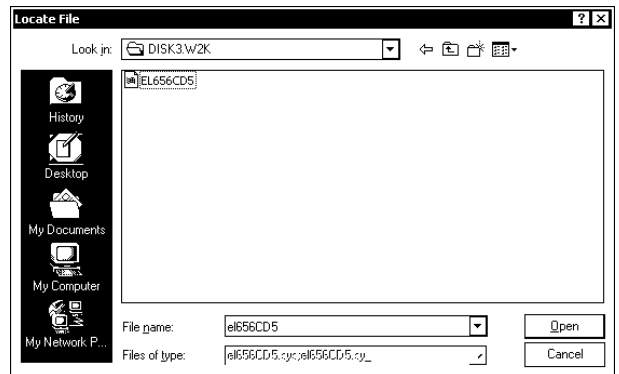 Locate File
Look in: DISK3.W2K
EL656CD5
History
Desktop
My Documents
My Computer
My Network P...
File name: el656CD5
Open
Files of type: el656CD5.sys;el656CD5.sy_
Cancel